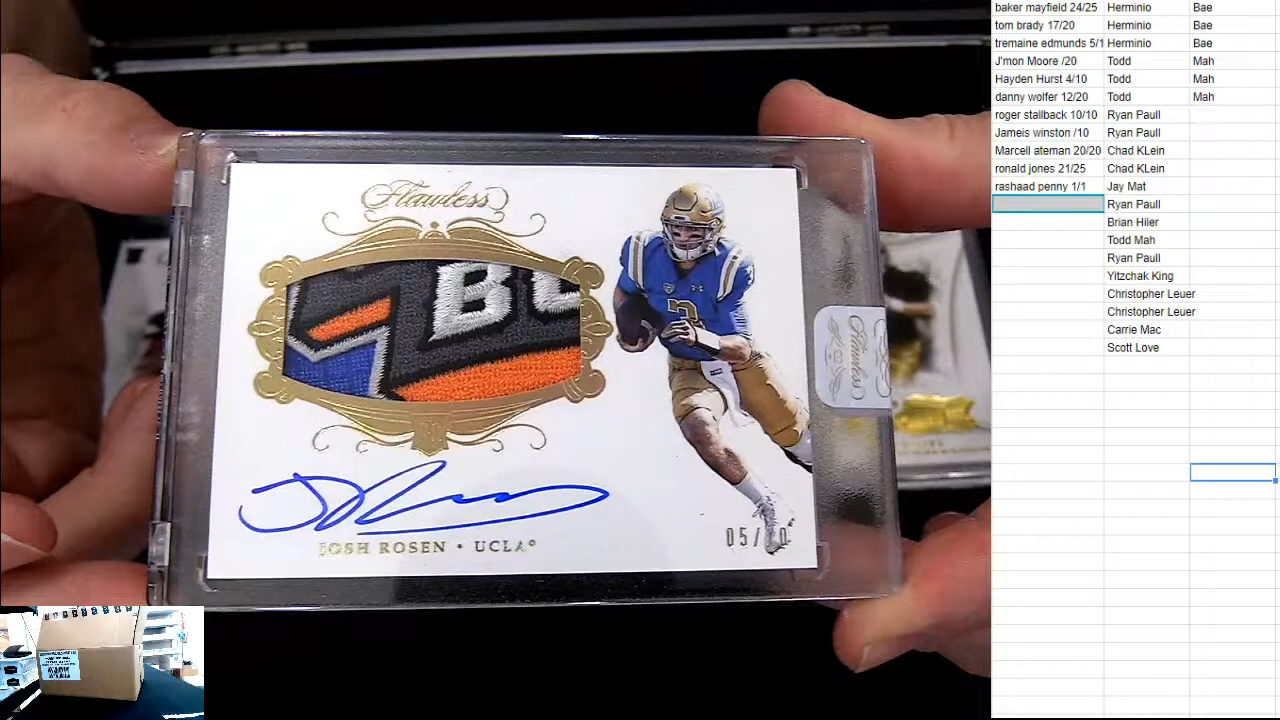 Flawless
BO
JOSH ROSEN • UCLA®
05/10
Flawless
baker mayfield 24/25 Herminio Bae
tom brady 17/20 Herminio Bae
tremaine edmunds 5/1 Herminio Bae
J'mon Moore /20 Todd Mah
Hayden Hurst 4/10 Todd Mah
danny wolfer 12/20 Todd Mah
roger stallback 10/10 Ryan Paull
Jameis winston /10 Ryan Paull
Marcell ateman 20/20 Chad KLein
ronald jones 21/25 Chad KLein
rashaad penny 1/1 Jay Mat
Ryan Paull
Brian Hiler
Todd Mah
Ryan Paull
Yitzchak King
Christopher Leuer
Christopher Leuer
Carrie Mac
Scott Love